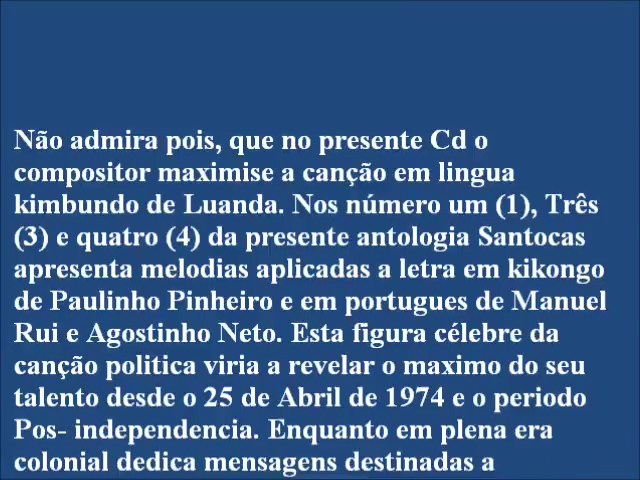 Não admira pois, que no presente Cd o
compositor maximise a canção em lingua
kimbundo de Luanda. Nos número um (1), Três
(3) e quatro (4) da presente antologia Santocas
apresenta melodias aplicadas a letra em kikongo
de Paulinho Pinheiro e em portugues de Manuel
Rui e Agostinho Neto. Esta figura célebre da
canção politica viria a revelar o maximo do seu
talento desde o 25 de Abril de 1974 e o periodo
Pos- independencia. Enquanto em plena era
colonial dedica mensagens destinadas a